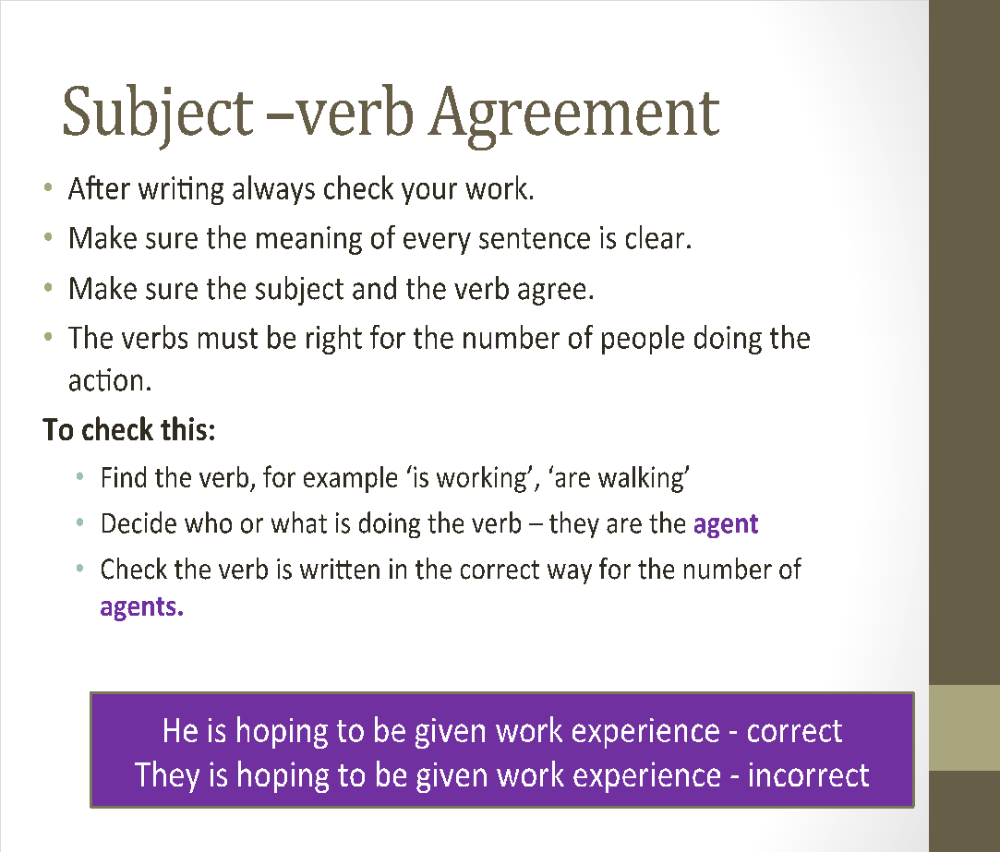 Subject –verb Agreement
• After writing always check your work.
• Make sure the meaning of every sentence is clear.
• Make sure the subject and the verb agree.
• The verbs must be right for the number of people doing the
action.
To check this:
• Find the verb, for example ‘is working’, ‘are walking’
• Decide who or what is doing the verb – they are the agent
• Check the verb is written in the correct way for the number of
agents.
He is hoping to be given work experience - correct
They is hoping to be given work experience - incorrect